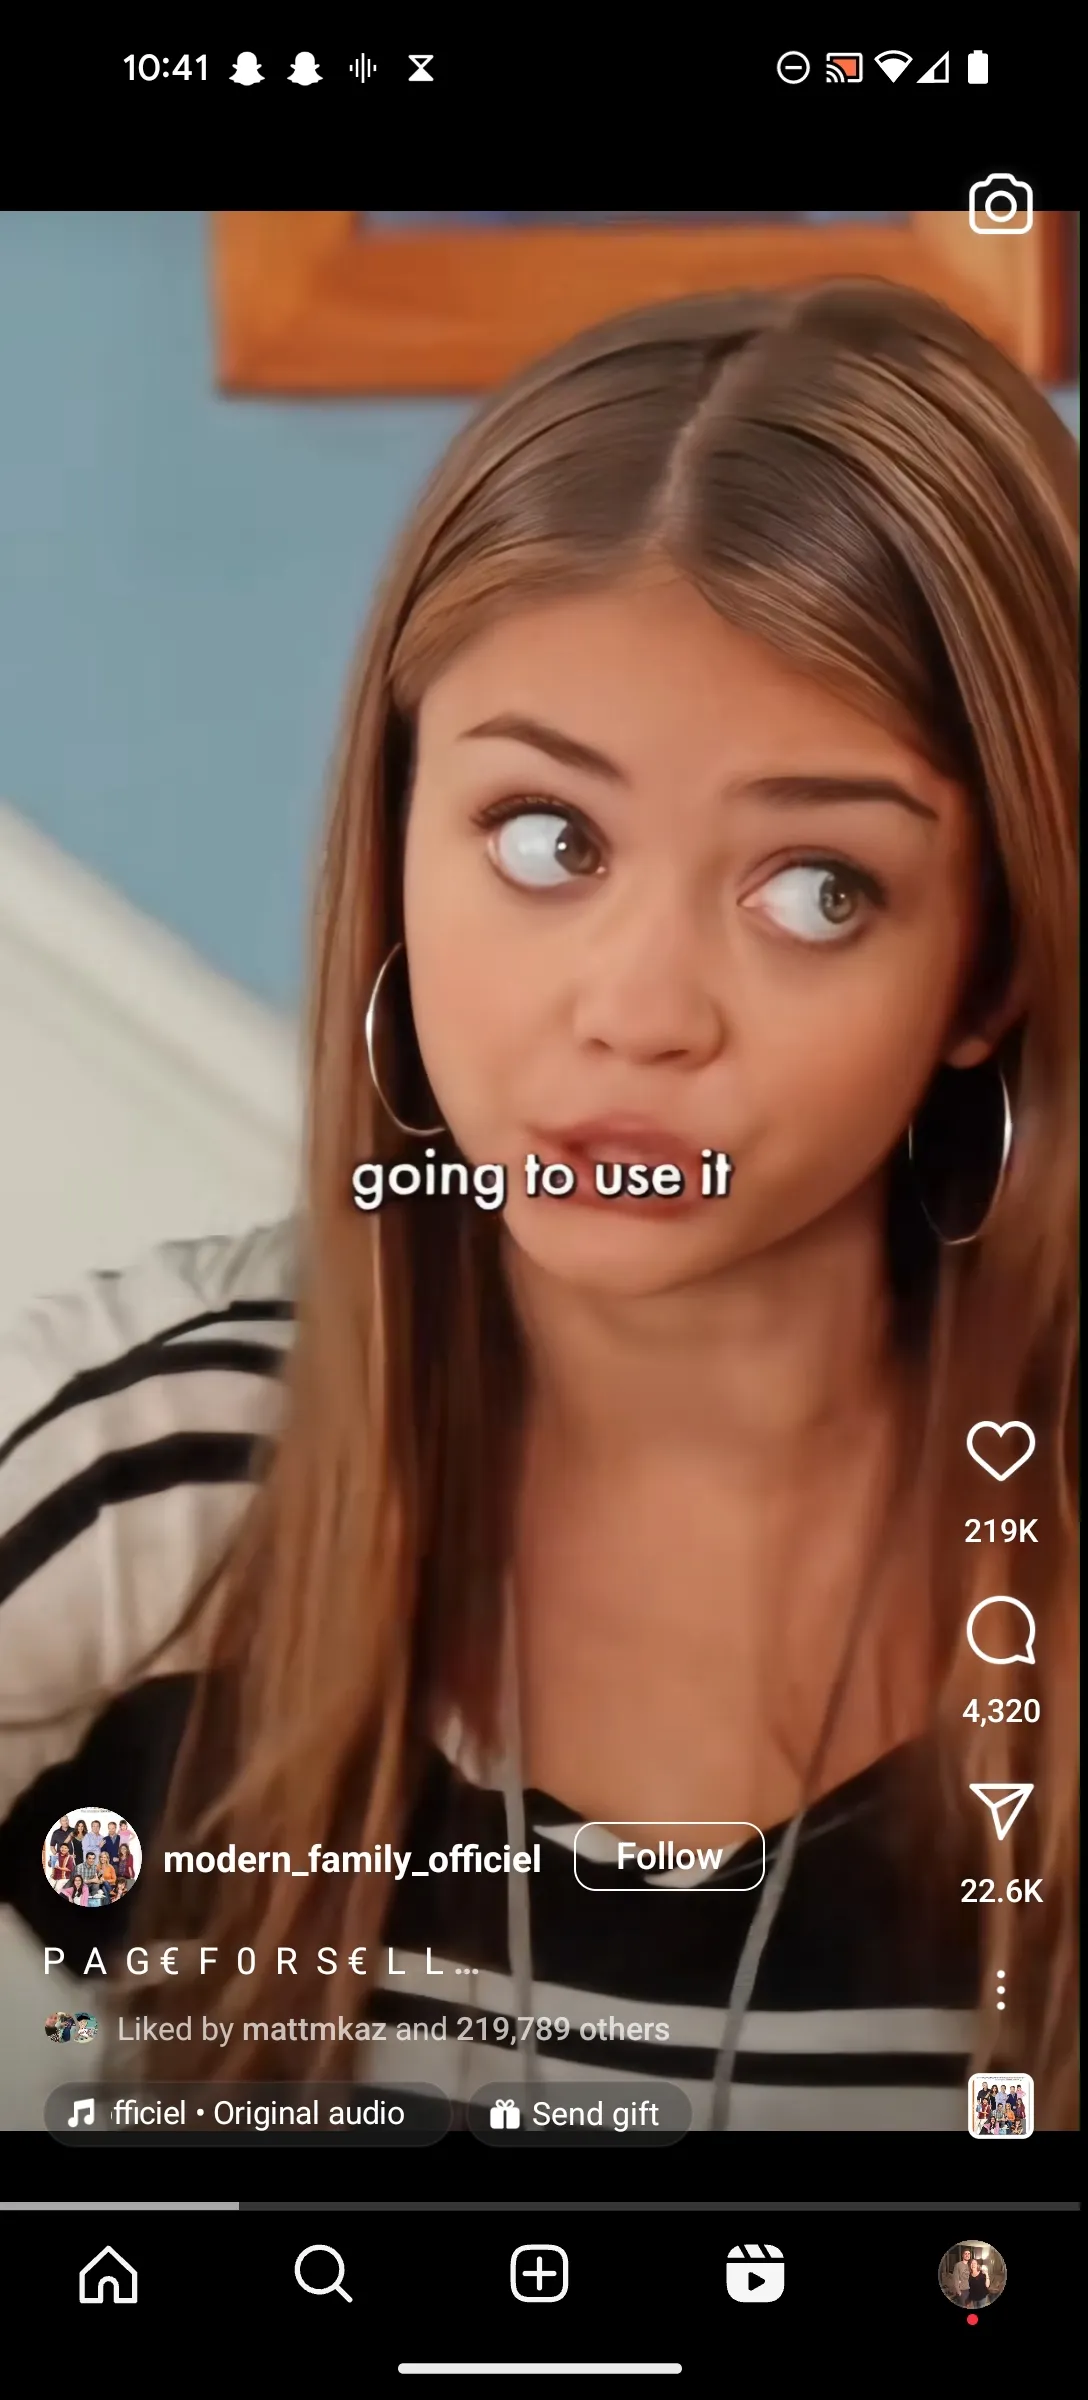 10:41
going to use it
219K
4,320
22.6K
modern_family_officiel
Follow
P A G€ F 0 R S€ L L...
Liked by mattmkaz and 219,789 others
fficiel • Original audio
Send gift